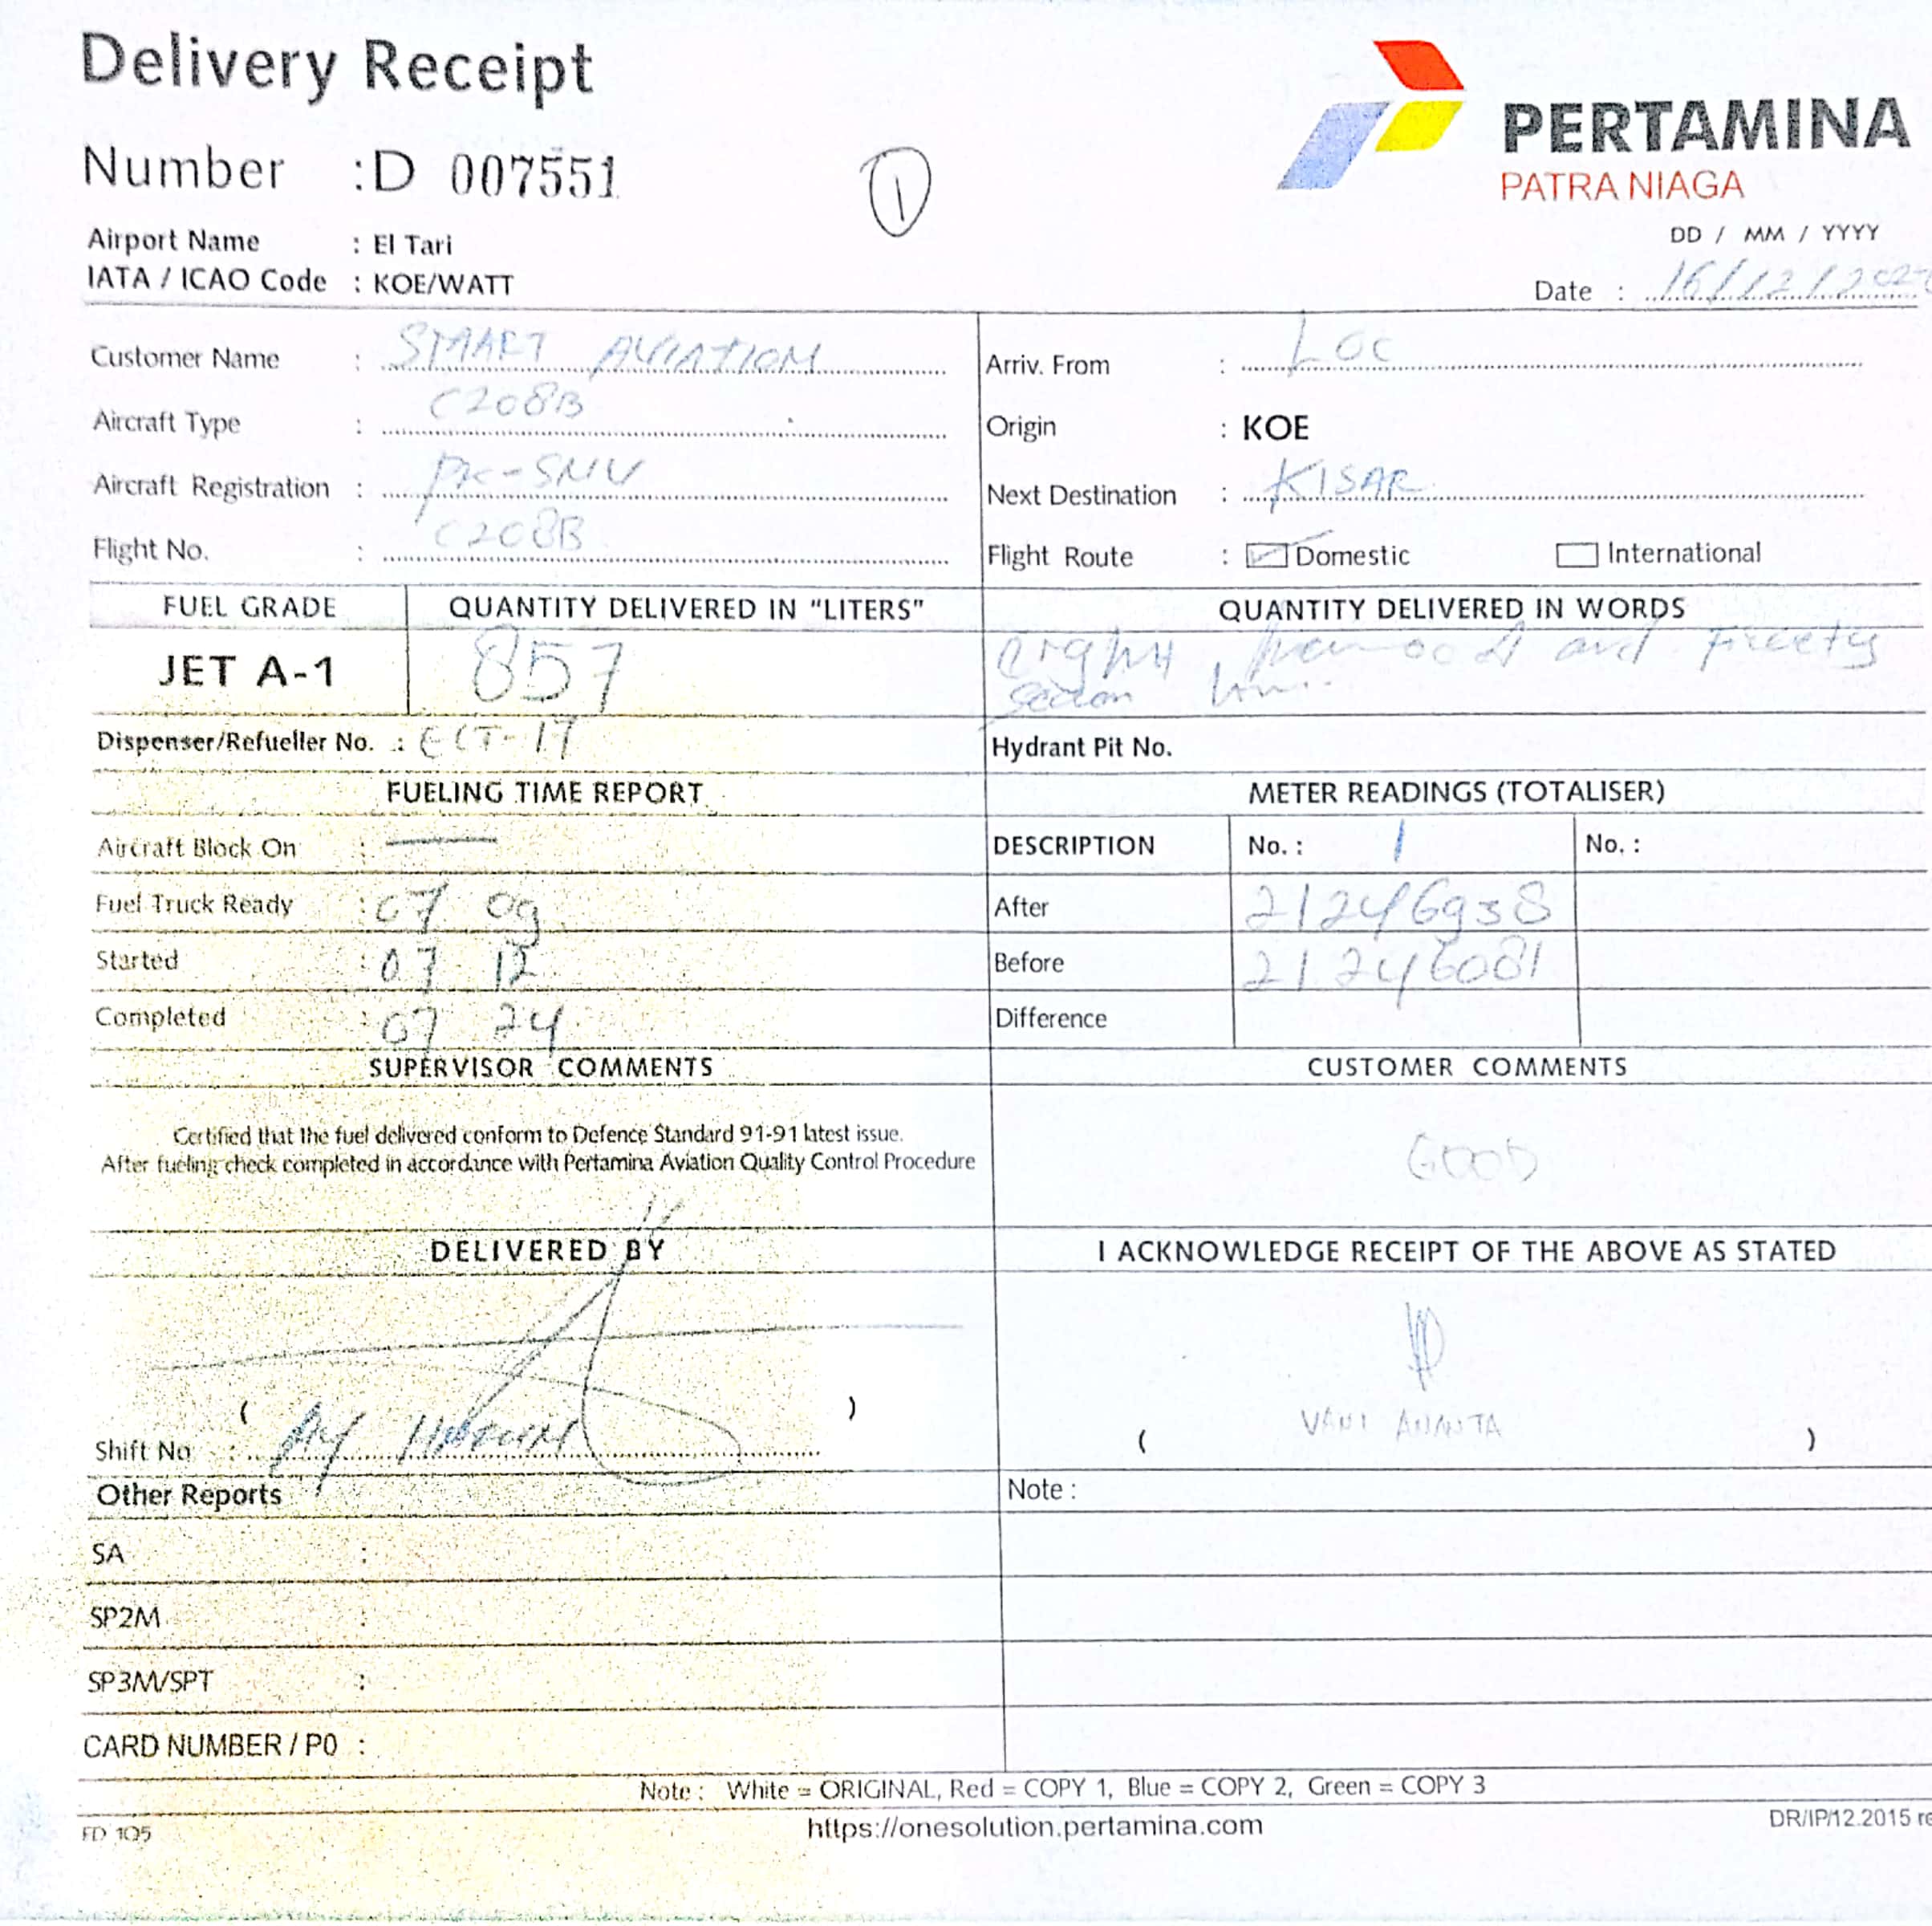 Delivery Receipt
Number : D 007551
1
PERTAMINA
PATRA NIAGA
Airport Name : El Tari
IATA / ICAO Code : KOE/WATT
DD / MM / YYYY
Date : 16/12/202
Customer Name : SMART AVIATION
Arriv. From : LOC
Aircraft Type : C208B
Origin : KOE
Aircraft Registration : PK-SNV
Next Destination : KISAR
Flight No. : C208B
Flight Route : Domestic International
FUEL GRADE QUANTITY DELIVERED IN "LITERS" QUANTITY DELIVERED IN WORDS
JET A-1 857 and
Dispenser/Refueller No. : 17
Hydrant Pit No.
FUELING TIME REPORT METER READINGS (TOTALISER)
Aircraft Block On : —
DESCRIPTION No. : 1 No. :
Fuel Truck Ready : 07 09
After 21246938
Started : 07 12
Before 21246081
Completed : 07 24
Difference
SUPERVISOR COMMENTS CUSTOMER COMMENTS
Certified that the fuel delivered conform to Defence Standard 91-91 latest issue.
After fueling check completed in accordance with Pertamina Aviation Quality Control Procedure
GOOD
DELIVERED BY I ACKNOWLEDGE RECEIPT OF THE ABOVE AS STATED
( ) ( VANI ANANTA )
Shift No :
Other Reports Note :
SA :
SP2M :
SP3M/SPT :
CARD NUMBER / P0 :
Note : White = ORIGINAL, Red = COPY 1, Blue = COPY 2, Green = COPY 3
FD 105 https://onesolution.pertamina.com DR/IP/12.2015 re